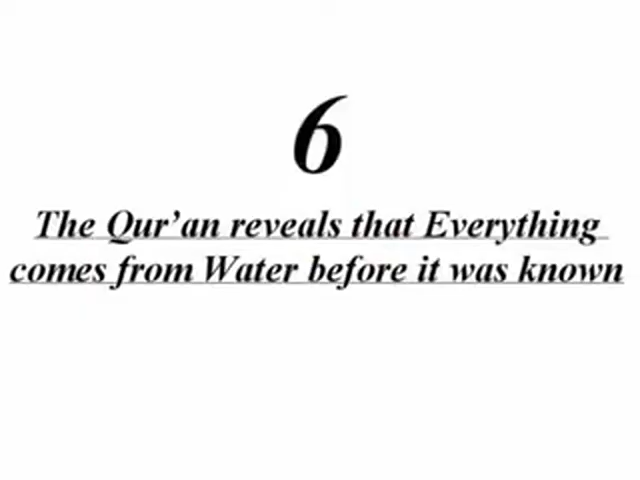 6
The Qur'an reveals that Everything
comes from Water before it was known